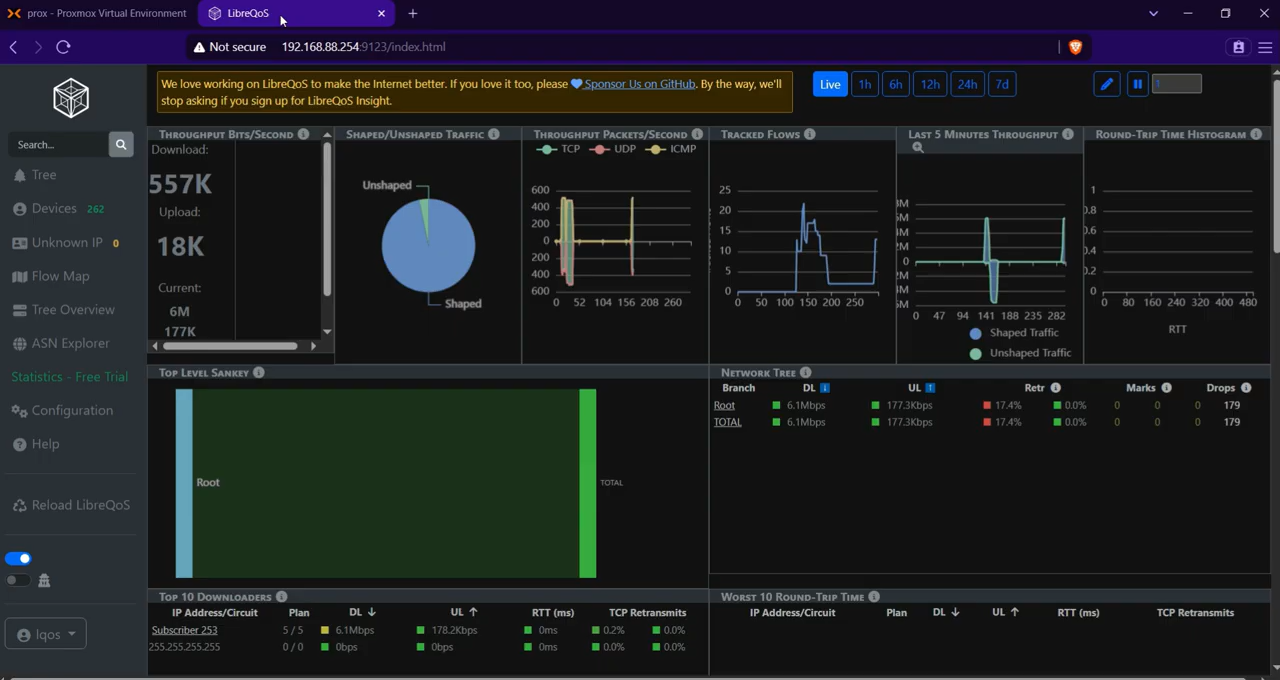 prox - Proxmox Virtual Environment
LibreQoS
Not secure 192.168.88.254:9123/index.html
We love working on LibreQoS to make the Internet better. If you love it too, please Sponsor Us on GitHub. By the way, we'll
stop asking if you sign up for LibreQoS Insight.
Live 1h 6h 12h 24h 7d 1
Search...
Tree
Devices 262
Unknown IP 0
Flow Map
Tree Overview
ASN Explorer
Statistics - Free Trial
Configuration
Help
Reload LibreQoS
lqos
Throughput Bits/Second
Download:
557K
Upload:
18K
Current:
6M
177K
Shaped/Unshaped Traffic
Unshaped
Shaped
Throughput Packets/Second
TCP UDP ICMP
600
400
200
0
200
400
600
0 52 104 156 208 260
Tracked Flows
25
20
15
10
5
0
0 50 100 150 200 250
Last 5 Minutes Throughput
0
0 47 94 141 188 235 282
Shaped Traffic
Unshaped Traffic
Round-Trip Time Histogram
1
0.8
0.6
0.4
0.2
0
0 80 160 240 320 400 480
RTT
Top Level Sankey
Root
TOTAL
Network Tree
Branch DL UL Retr Marks Drops
Root 6.1Mbps 177.3Kbps 17.4% 0.0% 0 0 0 179
TOTAL 6.1Mbps 177.3Kbps 17.4% 0.0% 0 0 0 179
Top 10 Downloaders
IP Address/Circuit Plan DL ↓ UL ↑ RTT (ms) TCP Retransmits
Subscriber 253 5 / 5 6.1Mbps 178.2Kbps 0ms 0.2% 0.0%
255.255.255.255 0 / 0 0bps 0bps 0ms 0.0% 0.0%
Worst 10 Round-Trip Time
IP Address/Circuit Plan DL ↓ UL ↑ RTT (ms) TCP Retransmits